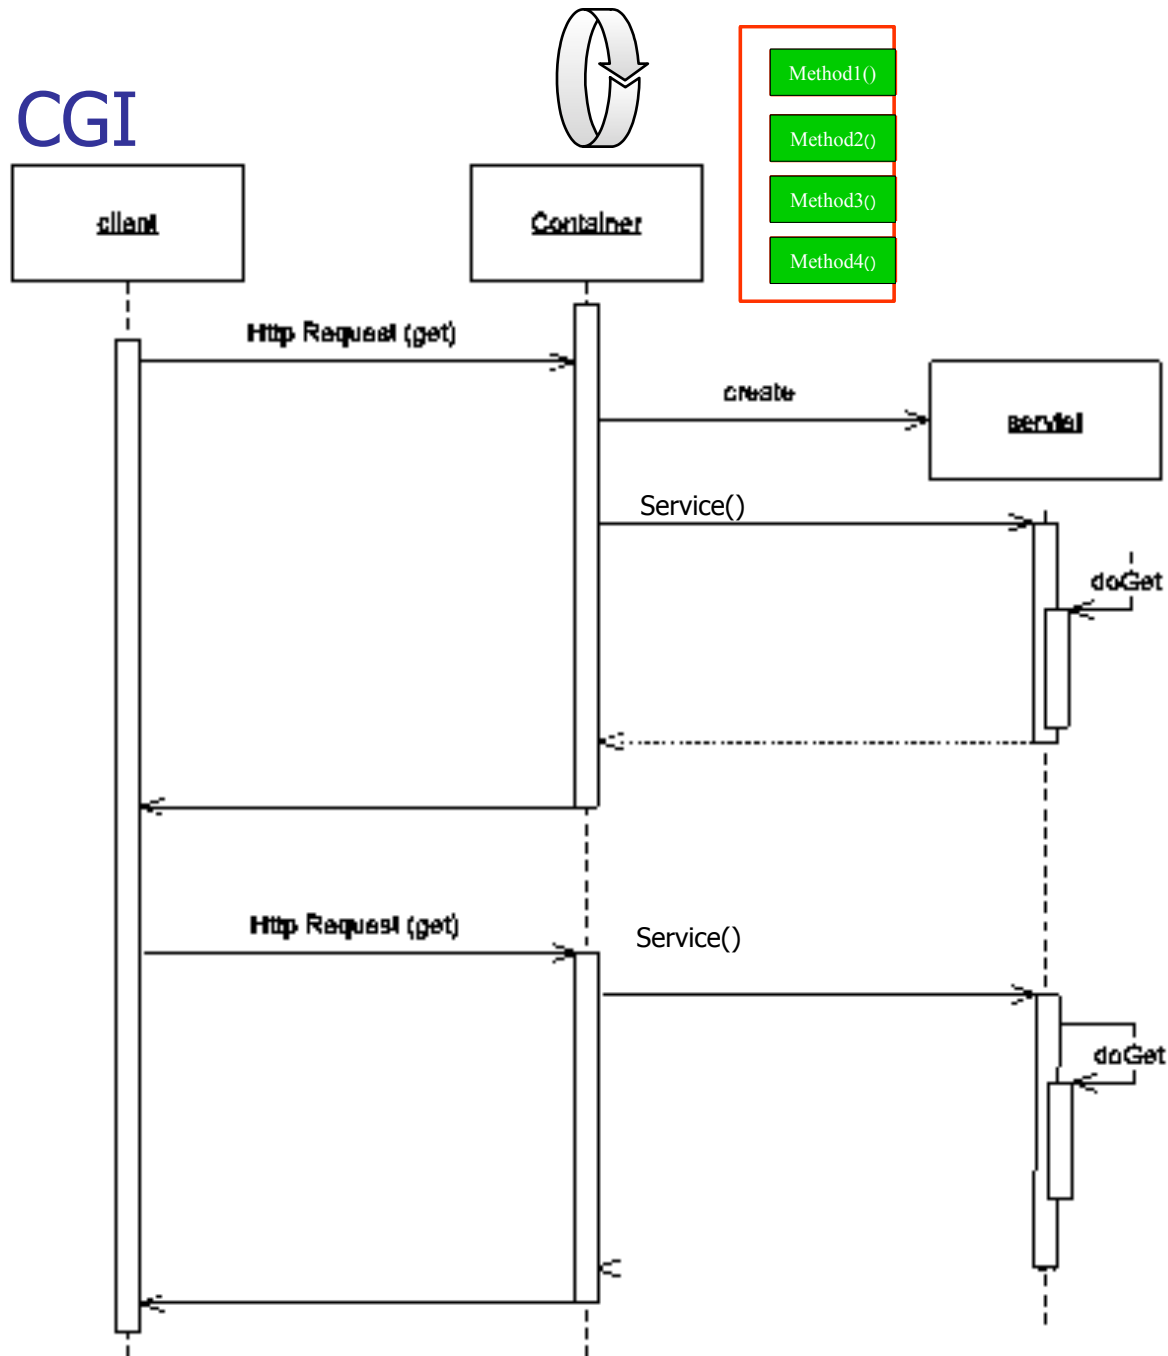 CGI
Method1()
Method2()
Method3()
Method4()
client
Container
Http Request (get)
create
servlet
Service()
doGet
Http Request (get)
Service()
doGet